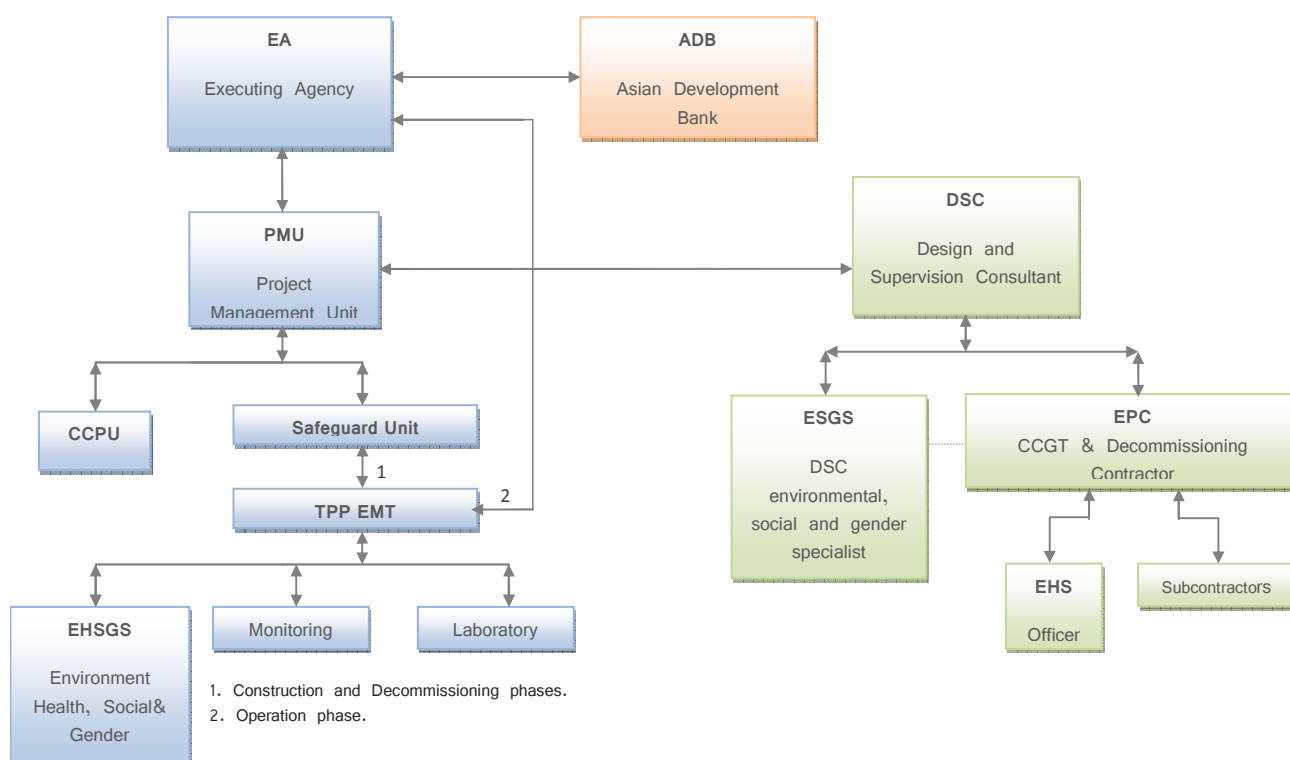 EA
Executing Agency
ADB
Asian Development
Bank
PMU
Project
Management Unit
DSC
Design and
Supervision Consultant
CCPU
Safeguard Unit
1
TPP EMT
2
ESGS
DSC
environmental,
social and gender
specialist
EPC
CCGT & Decommissioning
Contractor
EHS
Officer
Subcontractors
EHSGS
Environment
Health, Social&
Gender
Monitoring
Laboratory
1. Construction and Decommissioning phases.
2. Operation phase.